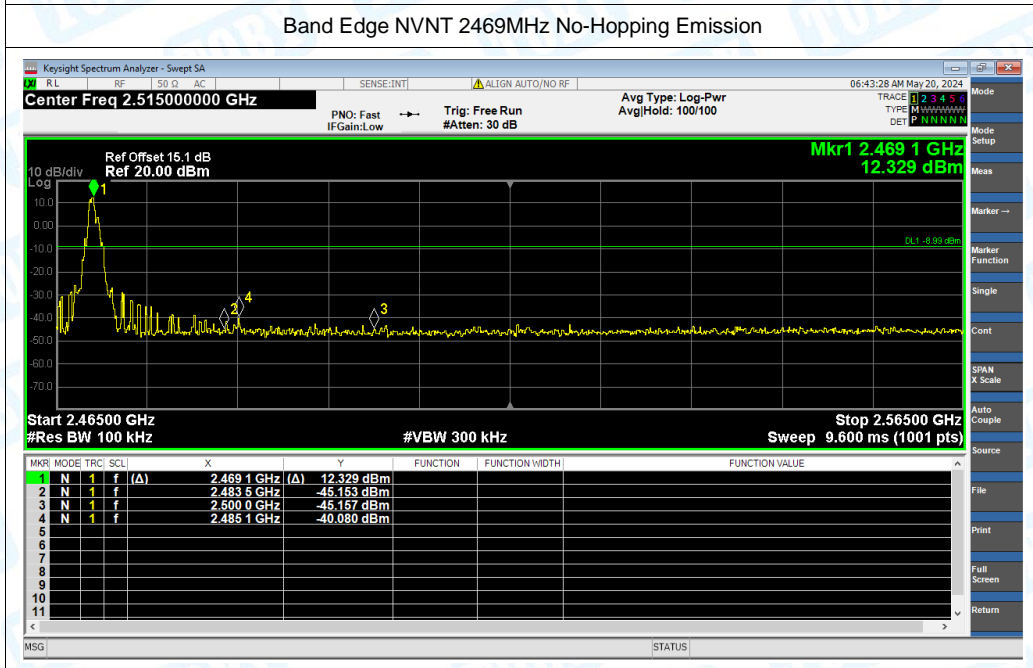 Band Edge NVNT 2469MHz No-Hopping Emission
Keysight Spectrum Analyzer - Swept SA
RL RF 50 Ω AC SENSE:INT ALIGN AUTO/NO RF 06:43:28 AM May 20, 2024
Center Freq 2.515000000 GHz
PNO: Fast
IFGain:Low
Trig: Free Run
#Atten: 30 dB
Avg Type: Log-Pwr
Avg|Hold: 100/100
TRACE 1 2 3 4 5 6
TYPE M W W W W W
DET P N N N N N
Mkr1 2.469 1 GHz
12.329 dBm
Ref Offset 15.1 dB
10 dB/div Ref 20.00 dBm
Log
1
10.0
0.00
DL1 -8.99 dBm
-10.0
-20.0
-30.0
2 4 3
-40.0
-50.0
-60.0
-70.0
Start 2.46500 GHz Stop 2.56500 GHz
#Res BW 100 kHz #VBW 300 kHz Sweep 9.600 ms (1001 pts)
MKR MODE TRC SCL X Y FUNCTION FUNCTION WIDTH FUNCTION VALUE
1 N 1 f (Δ) 2.469 1 GHz (Δ) 12.329 dBm
2 N 1 f 2.483 5 GHz -45.153 dBm
3 N 1 f 2.500 0 GHz -45.157 dBm
4 N 1 f 2.485 1 GHz -40.080 dBm
5
6
7
8
9
10
11
MSG STATUS
Mode
Mode
Setup
Meas
Marker →
Marker
Function
Single
Cont
SPAN
X Scale
Auto
Couple
Source
File
Print
Full
Screen
Return